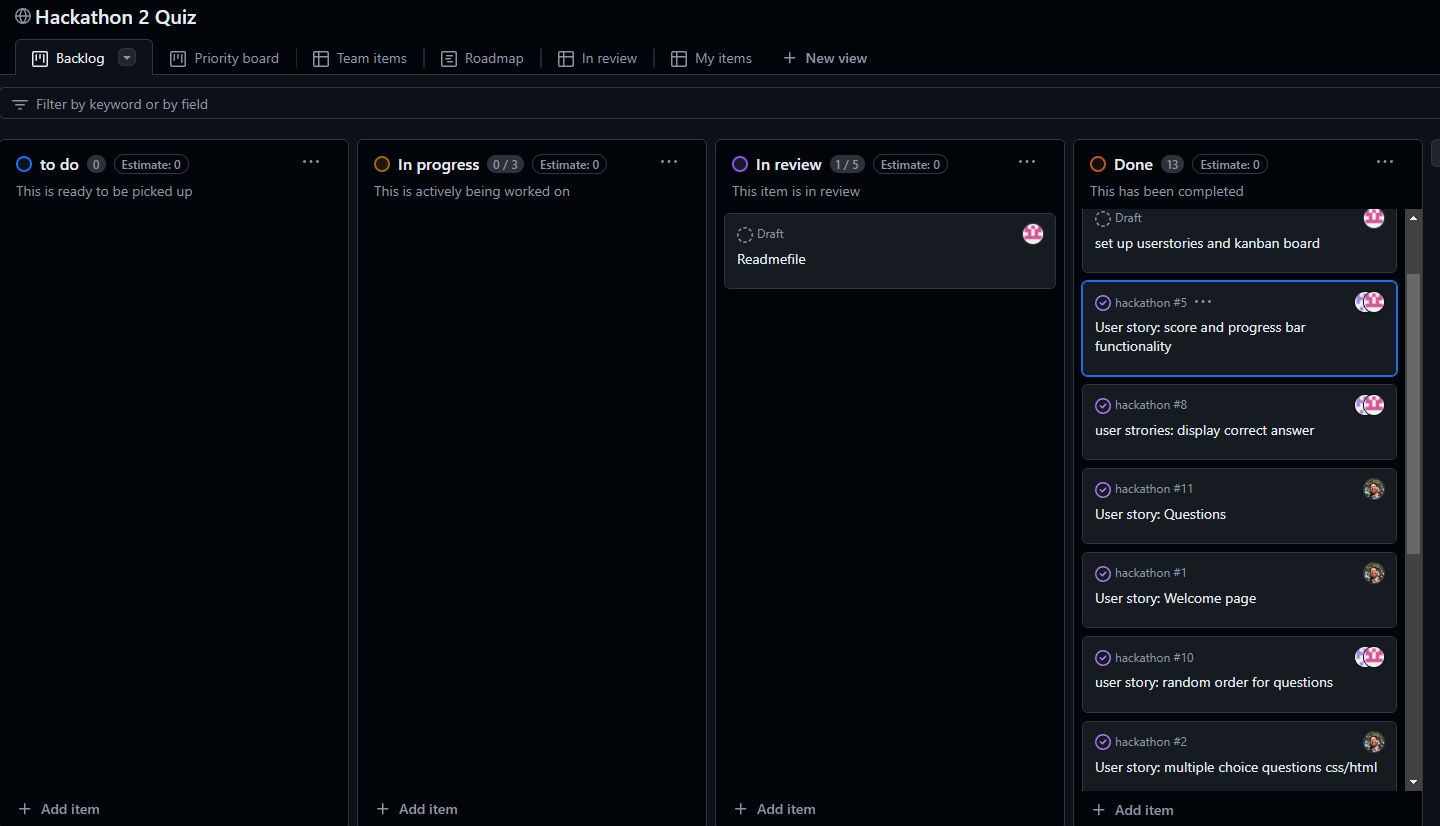 Hackathon 2 Quiz
Backlog
Priority board
Team items
Roadmap
In review
My items
New view
Filter by keyword or by field
to do 0 Estimate: 0
This is ready to be picked up
Add item
In progress 0 / 3 Estimate: 0
This is actively being worked on
Add item
In review 1 / 5 Estimate: 0
This item is in review
Draft
Readmefile
Add item
Done 13 Estimate: 0
This has been completed
Draft
set up userstories and kanban board
hackathon #5
User story: score and progress bar
functionality
hackathon #8
user strories: display correct answer
hackathon #11
User story: Questions
hackathon #1
User story: Welcome page
hackathon #10
user story: random order for questions
hackathon #2
User story: multiple choice questions css/html
Add item